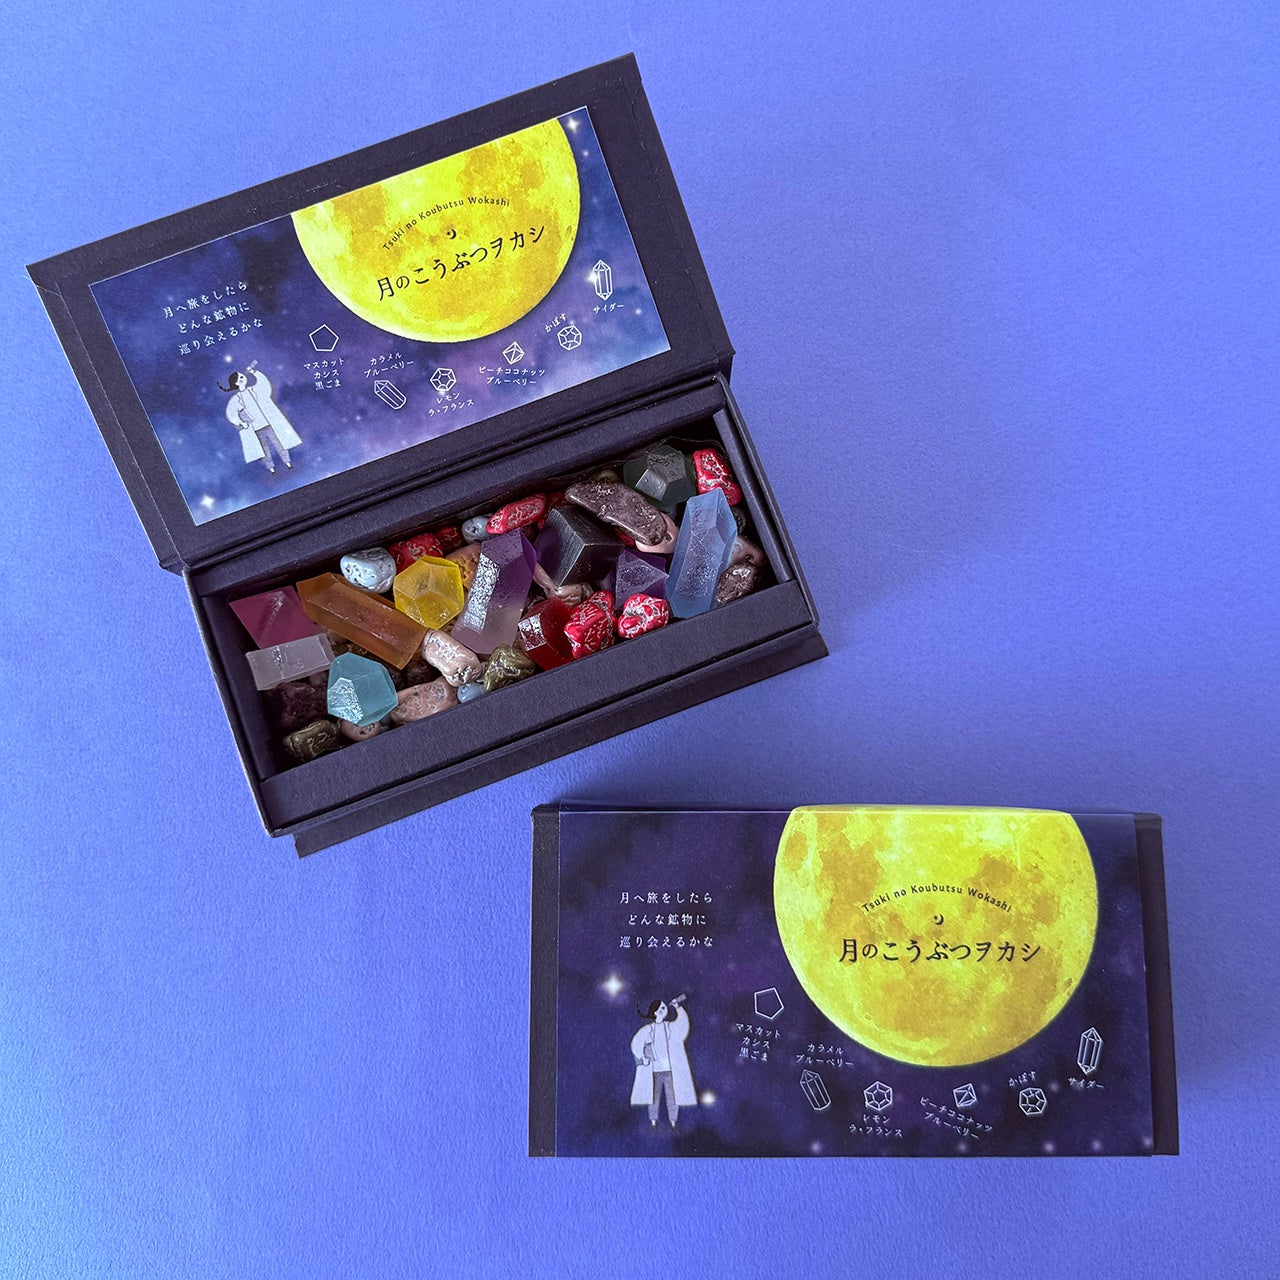 Tsuki no Koubutsu Wokashi
月のこうぶつヲカシ
月へ旅をしたら
どんな鉱物に
巡り会えるかな
マスカット
カシス
黒ごま
カラメル
ブルーベリー
レモン
ラ・フランス
ピーチココナッツ
ブルーベリー
かぼす
サイダー
Tsuki no Koubutsu Wokashi
月のこうぶつヲカシ
月へ旅をしたら
どんな鉱物に
巡り会えるかな
マスカット
カシス
黒ごま
カラメル
ブルーベリー
レモン
ラ・フランス
ピーチココナッツ
ブルーベリー
かぼす
サイダー